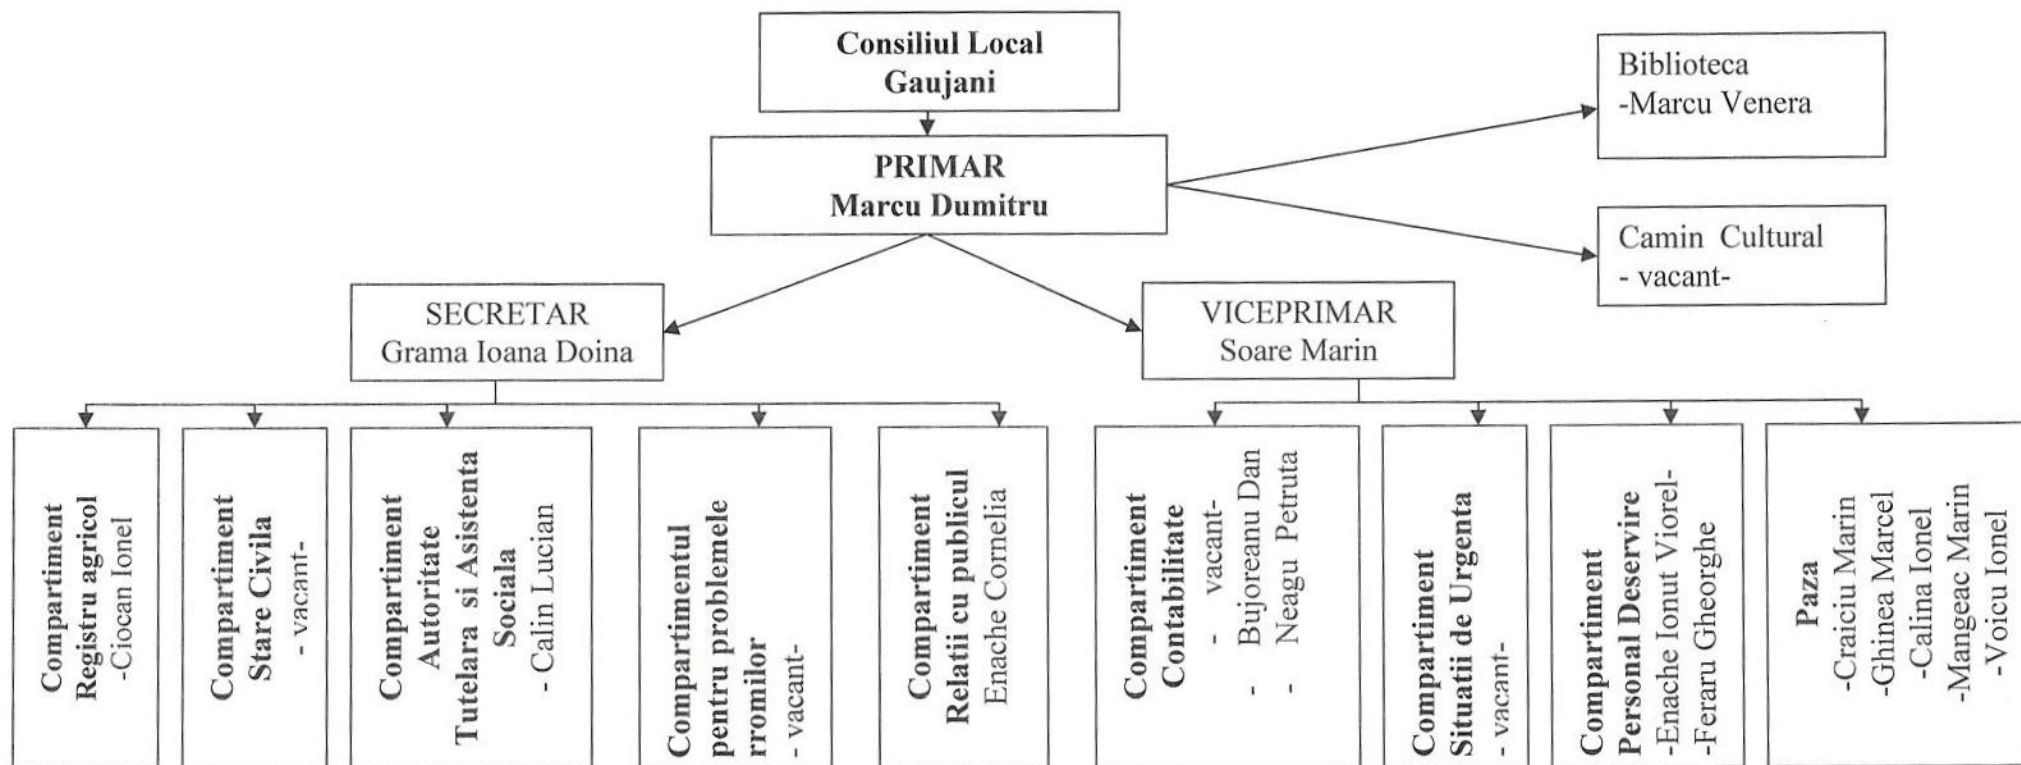 Consiliul Local
Gaujani
PRIMAR
Marcu Dumitru
Biblioteca
-Marcu Venera
Camin Cultural
- vacant-
SECRETAR
Grama Ioana Doina
VICEPRIMAR
Soare Marin
Compartiment
Registru agricol
-Ciocan Ionel
Compartiment
Stare Civila
- vacant-
Compartiment
Autoritate
Tutelara si Asistenta
Sociala
- Calin Lucian
Compartimentul
pentru problemele
rromilor
- vacant-
Compartiment
Relatii cu publicul
Enache Cornelia
Compartiment
Contabilitate
- vacant-
- Bujoreanu Dan
- Neagu Petruta
Compartiment
Situatii de Urgenta
- vacant-
Compartiment
Personal Deservire
-Enache Ionut Viorel-
-Feraru Gheorghe
Paza
-Craiciu Marin
-Ghinea Marcel
-Calina Ionel
-Mangeac Marin
-Voicu Ionel